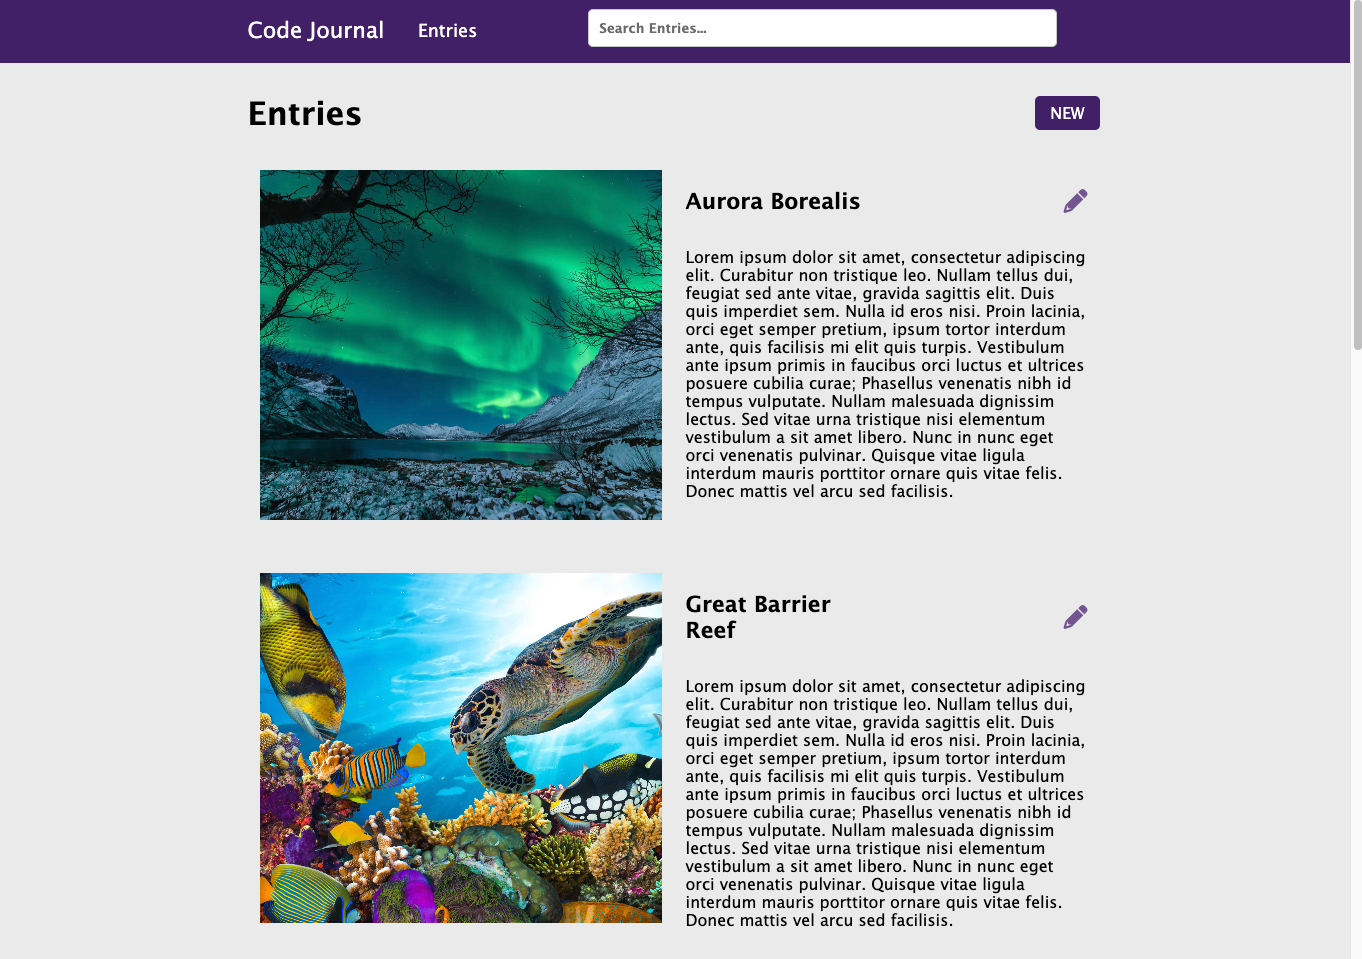 Code Journal Entries Search Entries...
Entries NEW
Aurora Borealis
Lorem ipsum dolor sit amet, consectetur adipiscing
elit. Curabitur non tristique leo. Nullam tellus dui,
feugiat sed ante vitae, gravida sagittis elit. Duis
quis imperdiet sem. Nulla id eros nisi. Proin lacinia,
orci eget semper pretium, ipsum tortor interdum
ante, quis facilisis mi elit quis turpis. Vestibulum
ante ipsum primis in faucibus orci luctus et ultrices
posuere cubilia curae; Phasellus venenatis nibh id
tempus vulputate. Nullam malesuada dignissim
lectus. Sed vitae urna tristique nisi elementum
vestibulum a sit amet libero. Nunc in nunc eget
orci venenatis pulvinar. Quisque vitae ligula
interdum mauris porttitor ornare quis vitae felis.
Donec mattis vel arcu sed facilisis.
Great Barrier
Reef
Lorem ipsum dolor sit amet, consectetur adipiscing
elit. Curabitur non tristique leo. Nullam tellus dui,
feugiat sed ante vitae, gravida sagittis elit. Duis
quis imperdiet sem. Nulla id eros nisi. Proin lacinia,
orci eget semper pretium, ipsum tortor interdum
ante, quis facilisis mi elit quis turpis. Vestibulum
ante ipsum primis in faucibus orci luctus et ultrices
posuere cubilia curae; Phasellus venenatis nibh id
tempus vulputate. Nullam malesuada dignissim
lectus. Sed vitae urna tristique nisi elementum
vestibulum a sit amet libero. Nunc in nunc eget
orci venenatis pulvinar. Quisque vitae ligula
interdum mauris porttitor ornare quis vitae felis.
Donec mattis vel arcu sed facilisis.